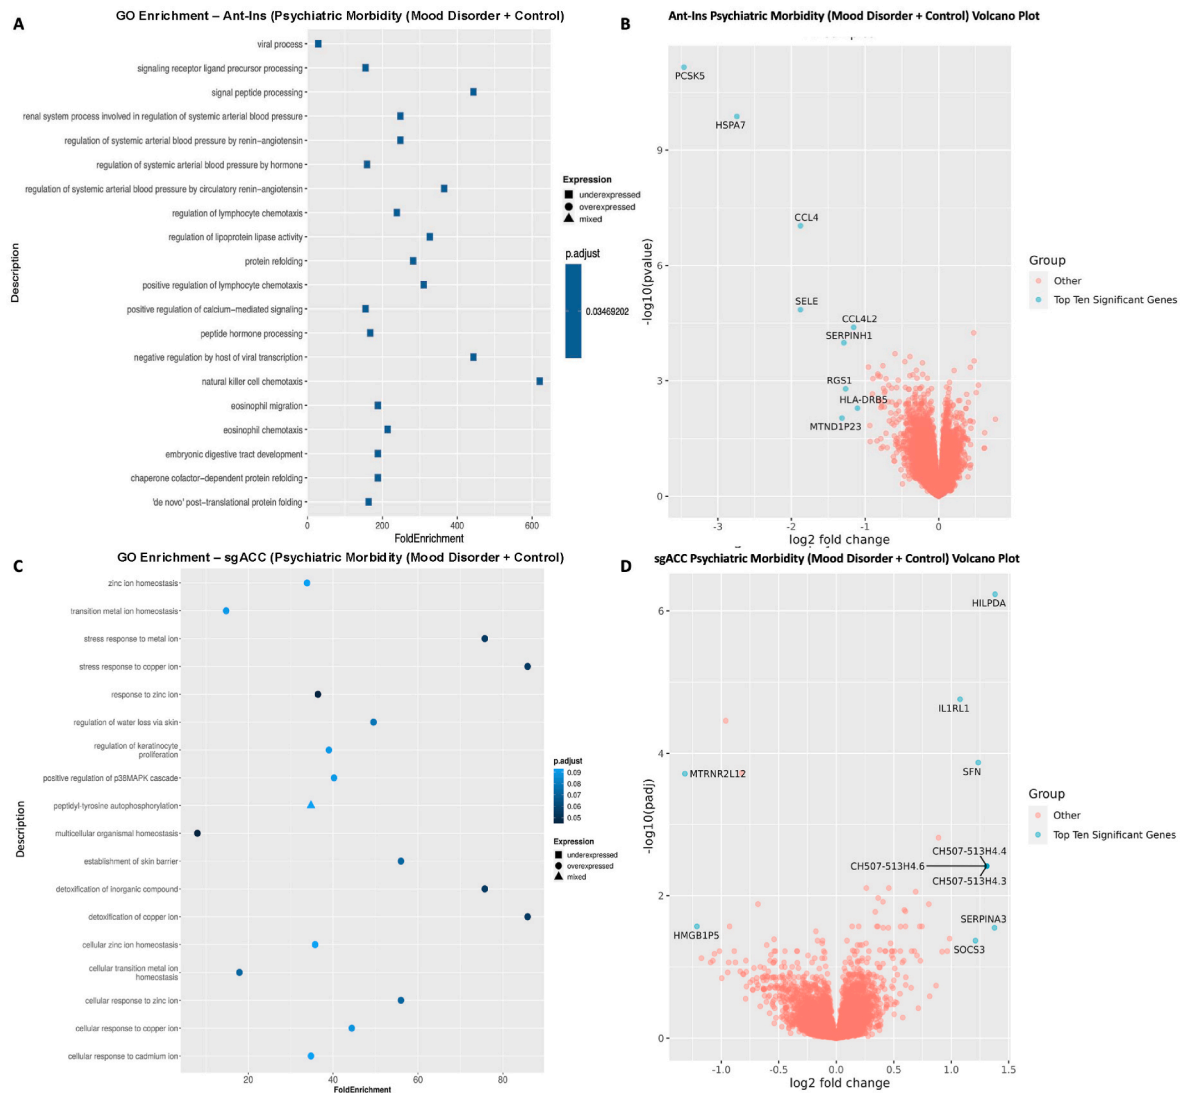 A
GO Enrichment – Ant-Ins (Psychiatric Morbidity (Mood Disorder + Control)
Description
viral process
signaling receptor ligand precursor processing
signal peptide processing
renal system process involved in regulation of systemic arterial blood pressure
regulation of systemic arterial blood pressure by renin−angiotensin
regulation of systemic arterial blood pressure by hormone
regulation of systemic arterial blood pressure by circulatory renin−angiotensin
regulation of lymphocyte chemotaxis
regulation of lipoprotein lipase activity
protein refolding
positive regulation of lymphocyte chemotaxis
positive regulation of calcium−mediated signaling
peptide hormone processing
negative regulation by host of viral transcription
natural killer cell chemotaxis
eosinophil migration
eosinophil chemotaxis
embryonic digestive tract development
chaperone cofactor−dependent protein refolding
'de novo' post−translational protein folding
0 200 400 600
FoldEnrichment
Expression
underexpressed
overexpressed
mixed
p.adjust
0.03469202
B
Ant-Ins Psychiatric Morbidity (Mood Disorder + Control) Volcano Plot
-log10(pvalue)
9
6
3
0
PCSK5
HSPA7
CCL4
SELE
CCL4L2
SERPINH1
RGS1
HLA-DRB5
MTND1P23
-3 -2 -1 0
log2 fold change
Group
Other
Top Ten Significant Genes
C
GO Enrichment – sgACC (Psychiatric Morbidity (Mood Disorder + Control)
Description
zinc ion homeostasis
transition metal ion homeostasis
stress response to metal ion
stress response to copper ion
response to zinc ion
regulation of water loss via skin
regulation of keratinocyte
proliferation
positive regulation of p38MAPK cascade
peptidyl−tyrosine autophosphorylation
multicellular organismal homeostasis
establishment of skin barrier
detoxification of inorganic compound
detoxification of copper ion
cellular zinc ion homeostasis
cellular transition metal ion
homeostasis
cellular response to zinc ion
cellular response to copper ion
cellular response to cadmium ion
20 40 60 80
FoldEnrichment
p.adjust
0.09
0.08
0.07
0.06
0.05
Expression
underexpressed
overexpressed
mixed
D
sgACC Psychiatric Morbidity (Mood Disorder + Control) Volcano Plot
-log10(padj)
6
4
2
0
HILPDA
IL1RL1
SFN
MTRNR2L12
CH507-513H4.4
CH507-513H4.6
CH507-513H4.3
SERPINA3
HMGB1P5
SOCS3
-1.0 -0.5 0.0 0.5 1.0 1.5
log2 fold change
Group
Other
Top Ten Significant Genes